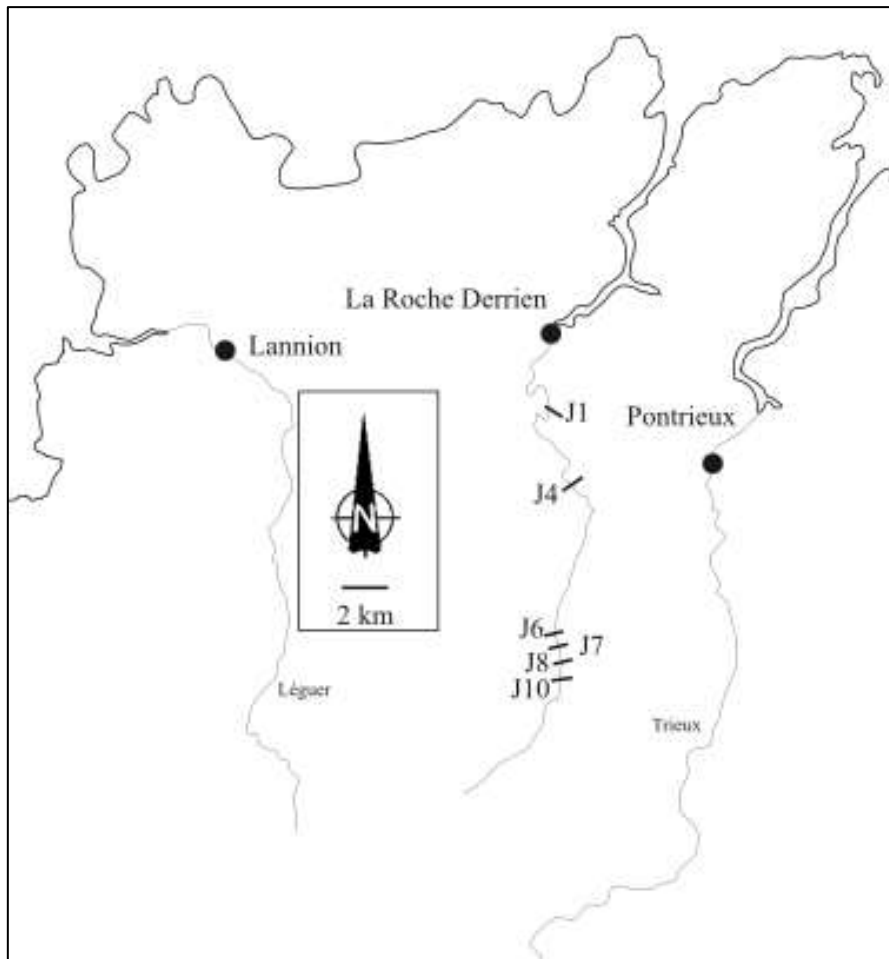 La Roche Derrien
Lannion
J1
Pontrieux
J4
N
2 km
J6
J7
J8
J10
Léguer
Trieux